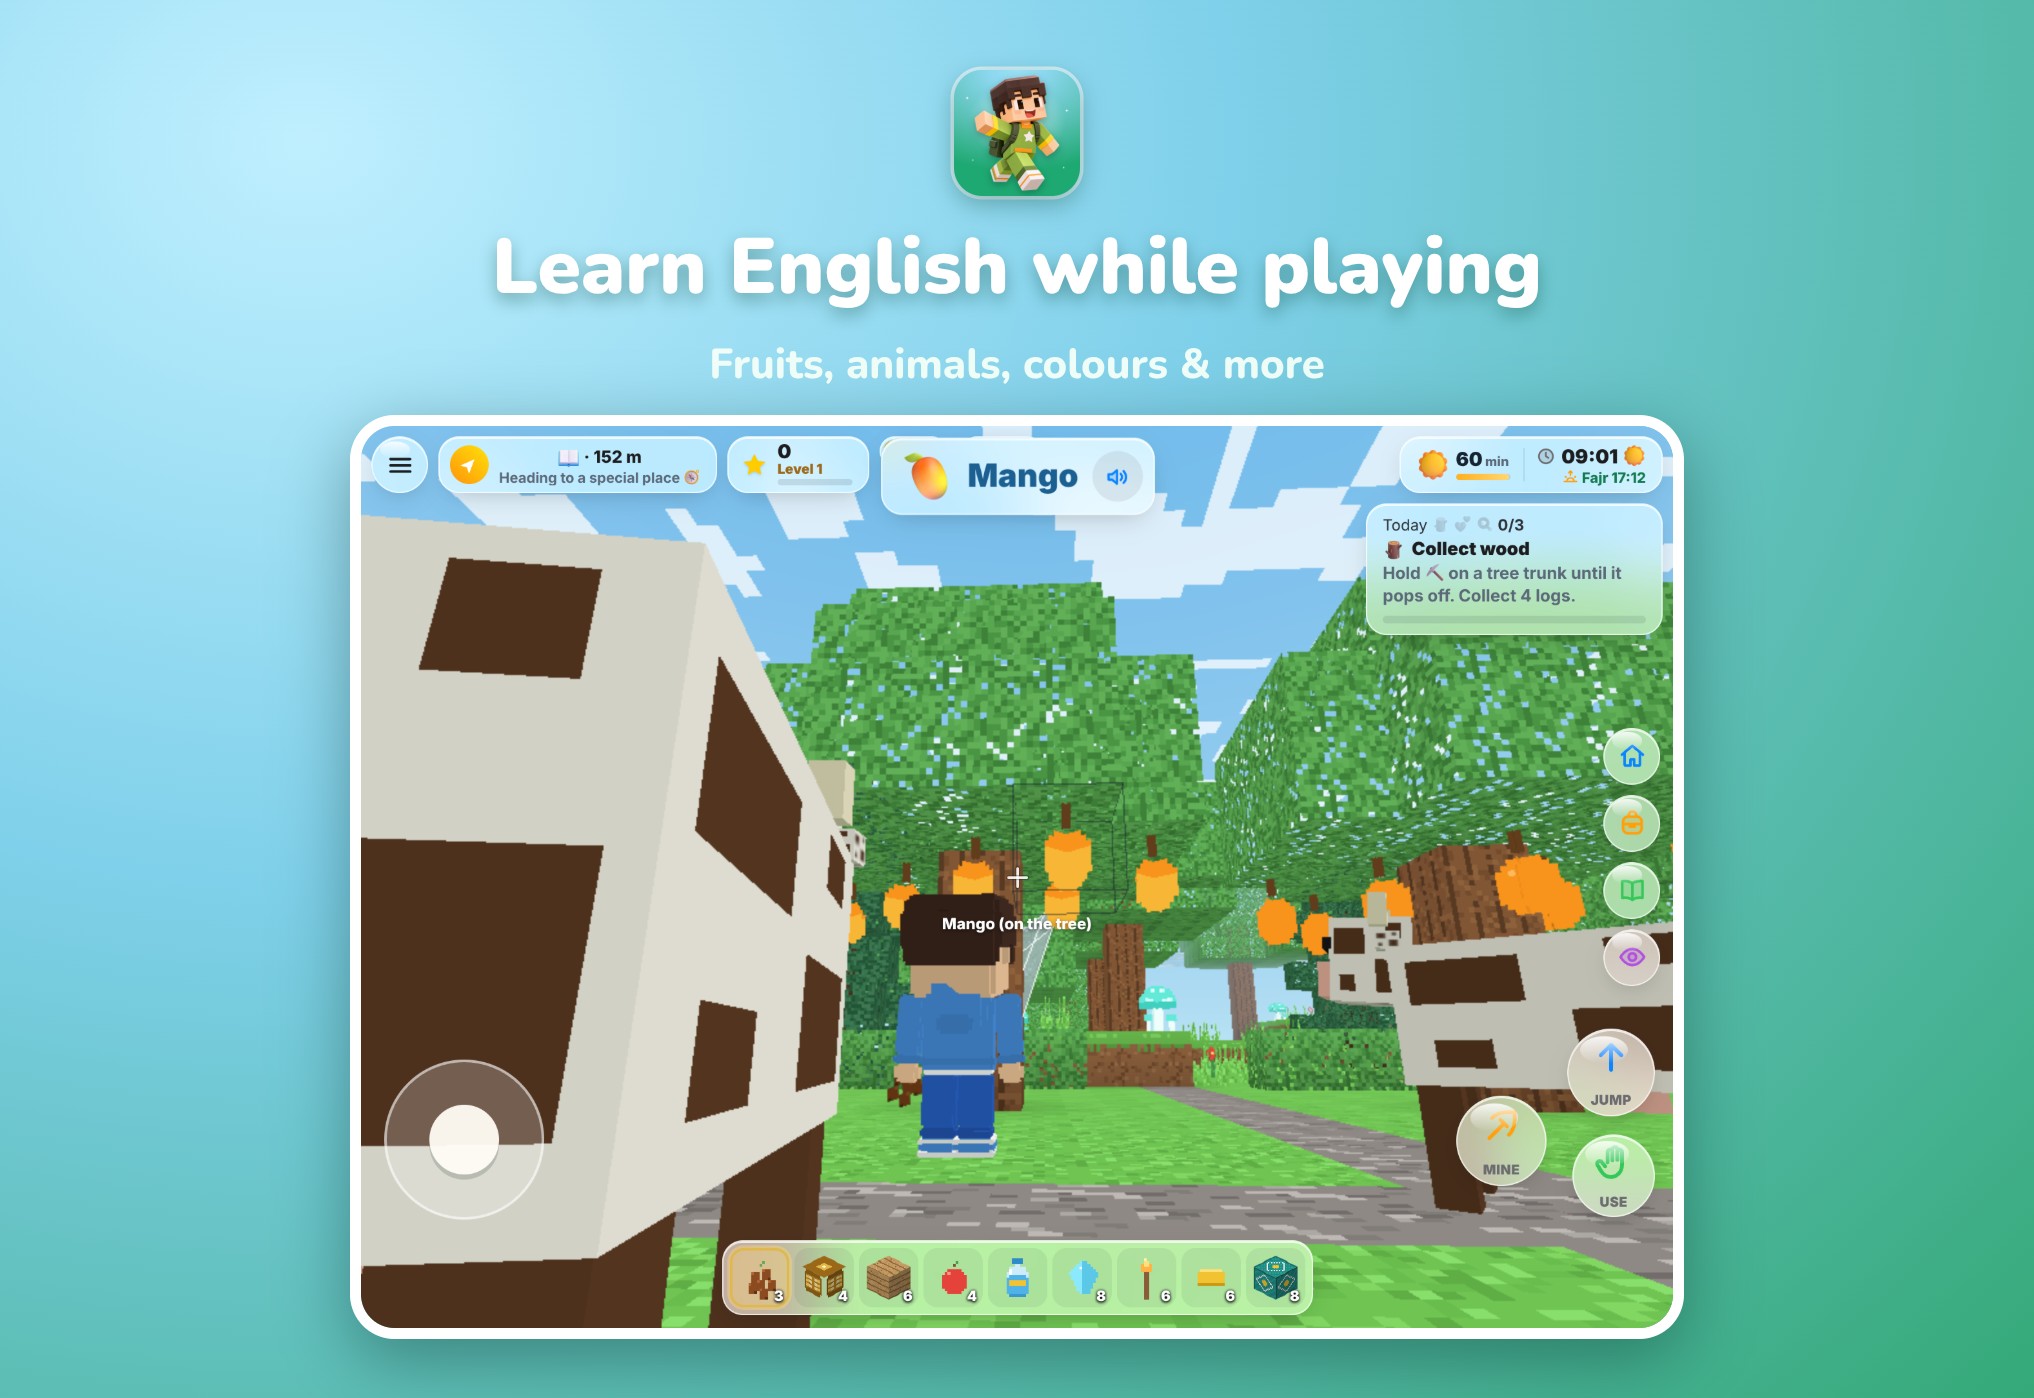 Learn English while playing
Fruits, animals, colours & more
· 152 m
Heading to a special place
0
Level 1
Mango
60 min
09:01
Fajr 17:12
Today 0/3
Collect wood
Hold on a tree trunk until it
pops off. Collect 4 logs.
Mango (on the tree)
JUMP
MINE
USE
3
4
6
4
8
6
6
8